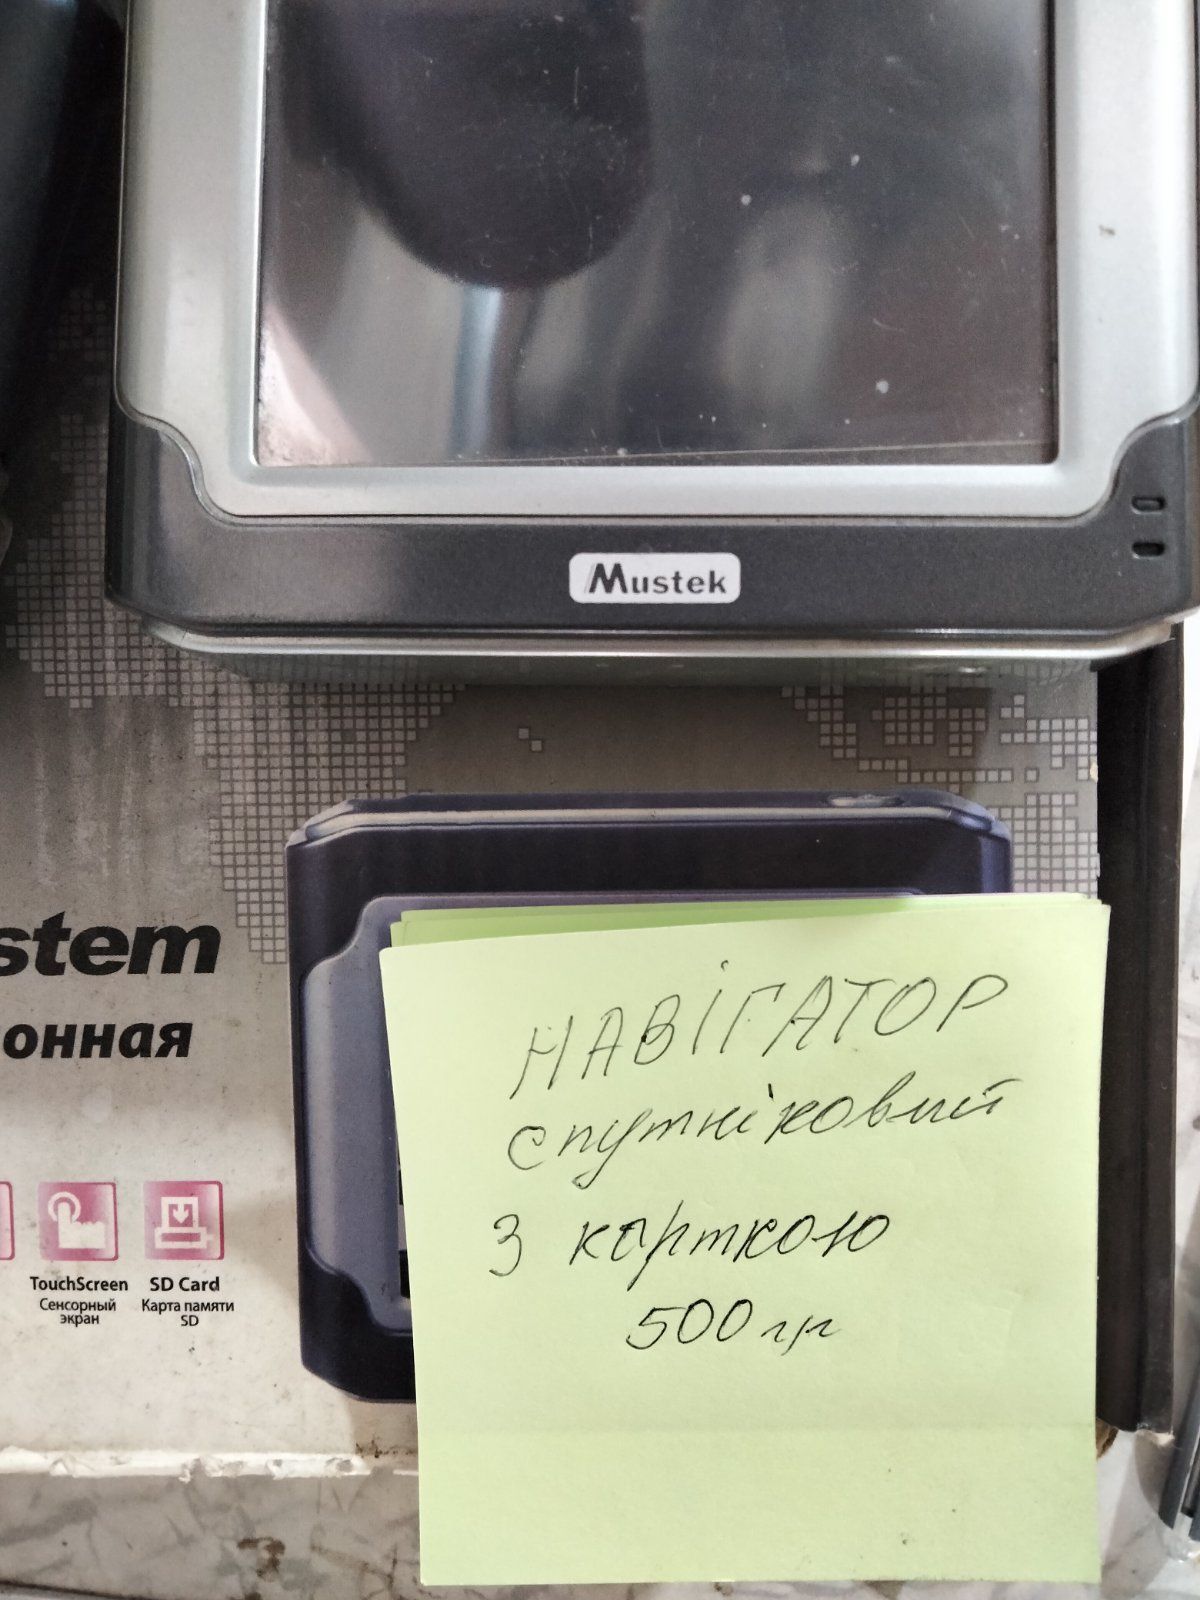 Mustek
stem
онная
TouchScreen
Сенсорный
экран
SD Card
Карта памяти
SD
НАВІГАТОР
спутніковий
з карткою
500 гр